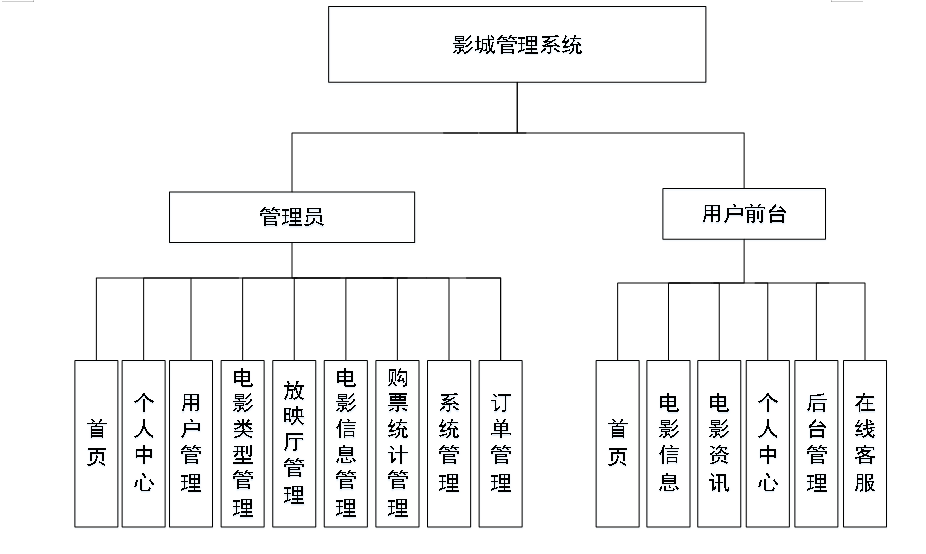 影城管理系统
管理员
用户前台
首页
个人中心
用户管理
电影类型管理
放映厅管理
电影信息管理
购票统计管理
系统管理
订单管理
首页
电影信息
电影资讯
个人中心
后台管理
在线客服